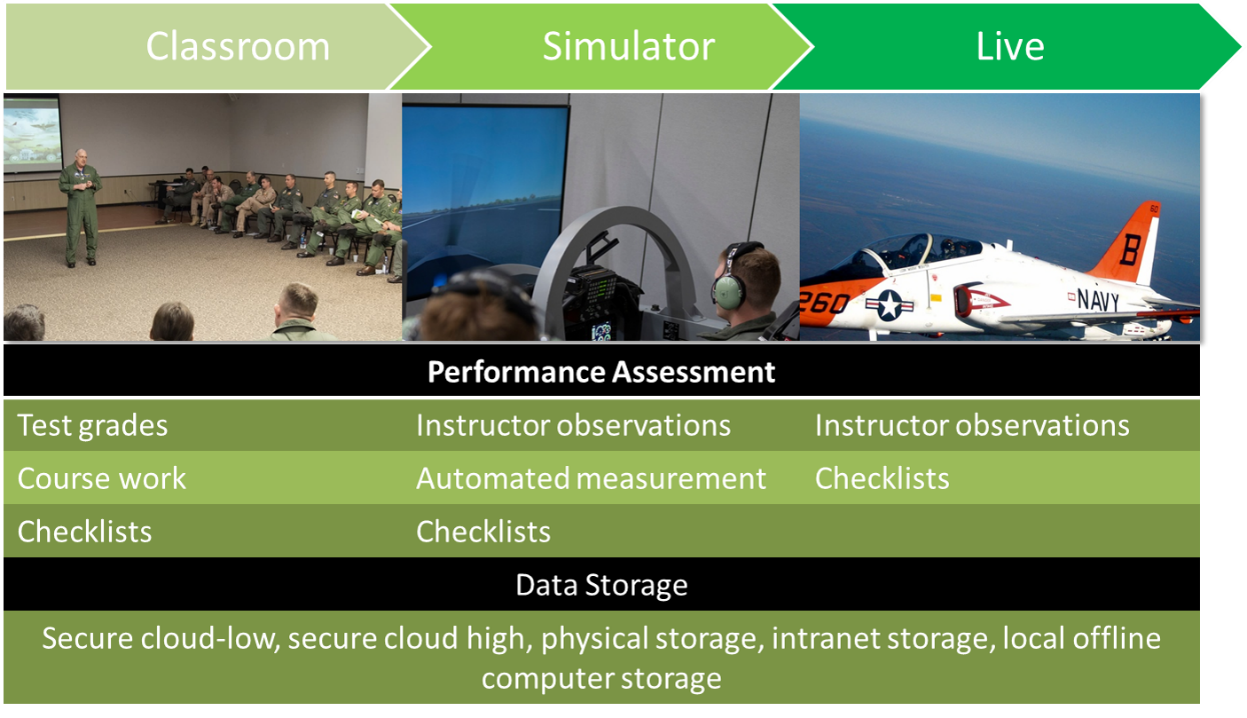 Classroom Simulator Live
260 B NAVY
Performance Assessment
Test grades Instructor observations Instructor observations
Course work Automated measurement Checklists
Checklists Checklists
Data Storage
Secure cloud-low, secure cloud high, physical storage, intranet storage, local offline
computer storage